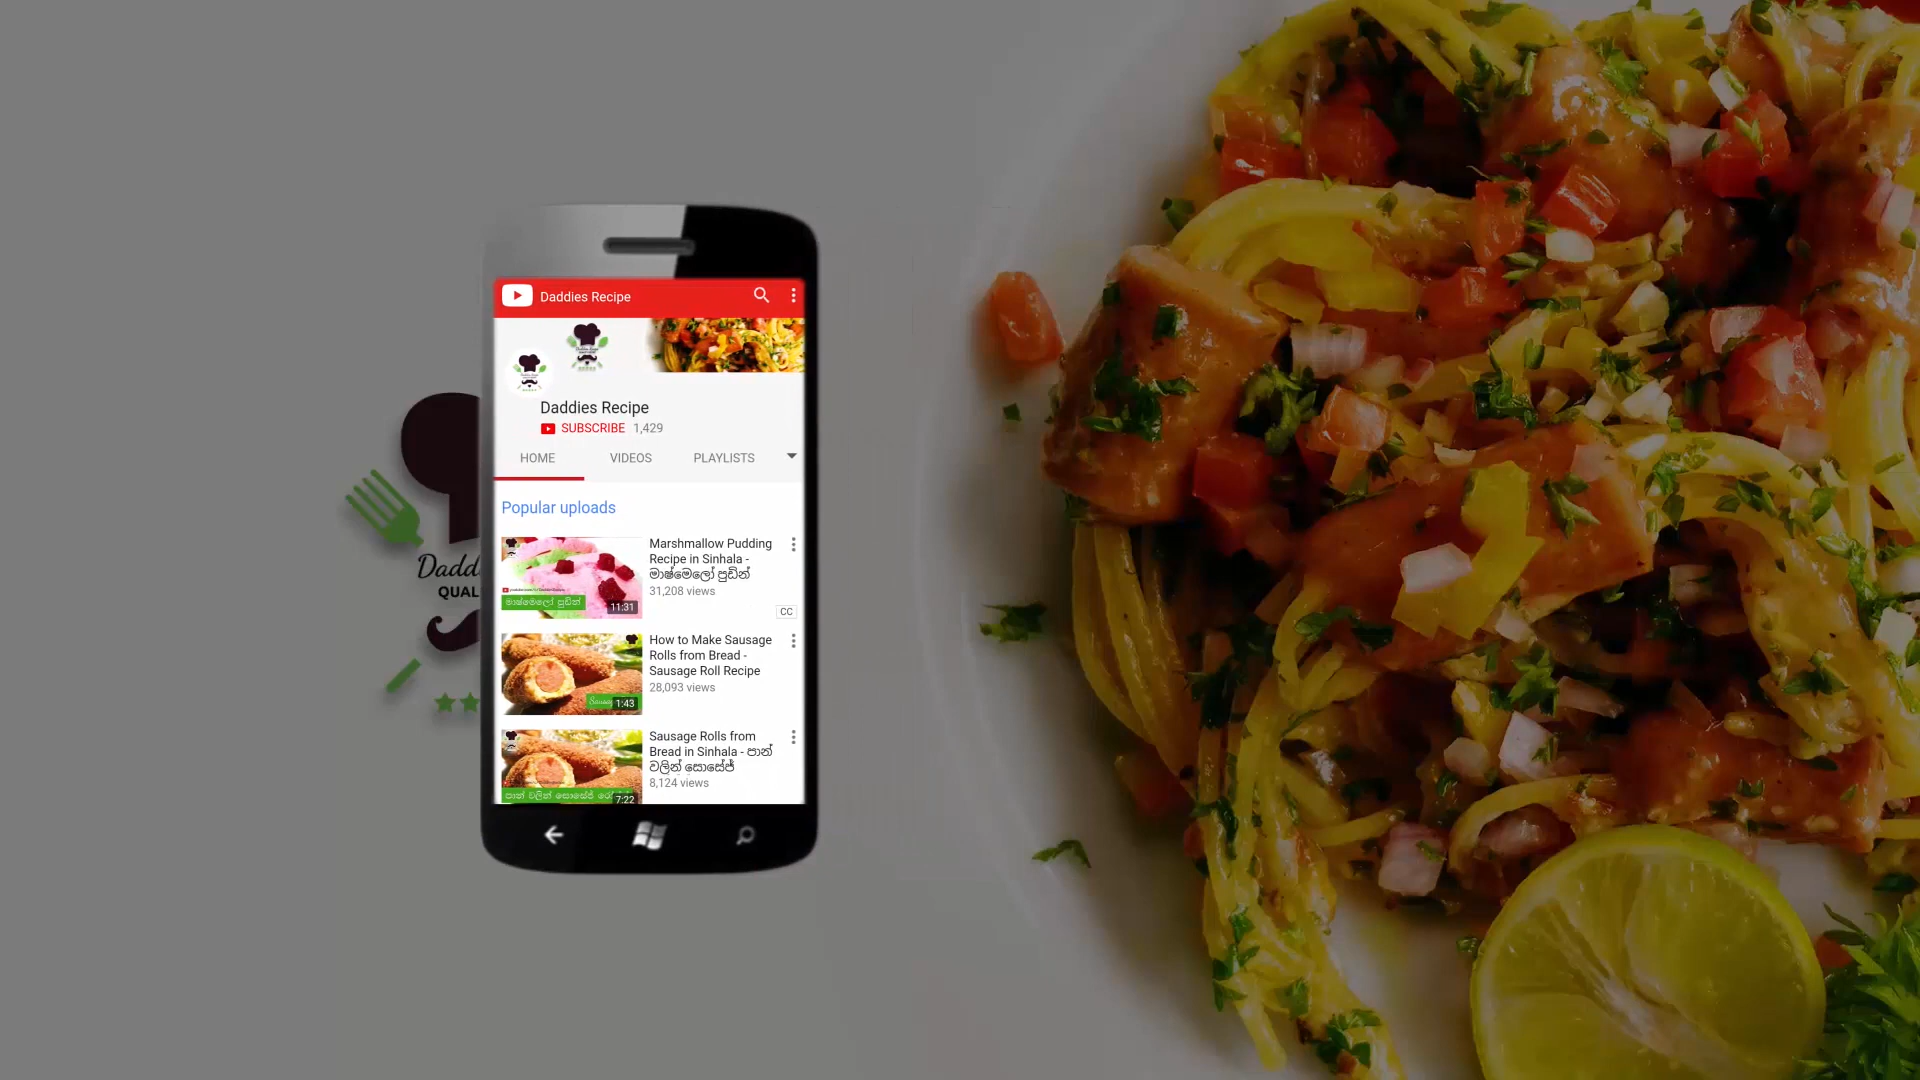 Daddies Recipe
Daddies Recipe
SUBSCRIBE 1,429
HOME VIDEOS PLAYLISTS
Popular uploads
Marshmallow Pudding
Recipe in Sinhala -
මාෂ්මෙලෝ පුඩින්
31,208 views
CC
මාෂ්මෙලෝ පුඩින්
11:31
How to Make Sausage
Rolls from Bread -
Sausage Roll Recipe
28,093 views
1:43
Sausage Rolls from
Bread in Sinhala - පාන්
වලින් සොසේජ්
8,124 views
පාන් වලින් සොසේජ්
7:22
Dadd
QUAL